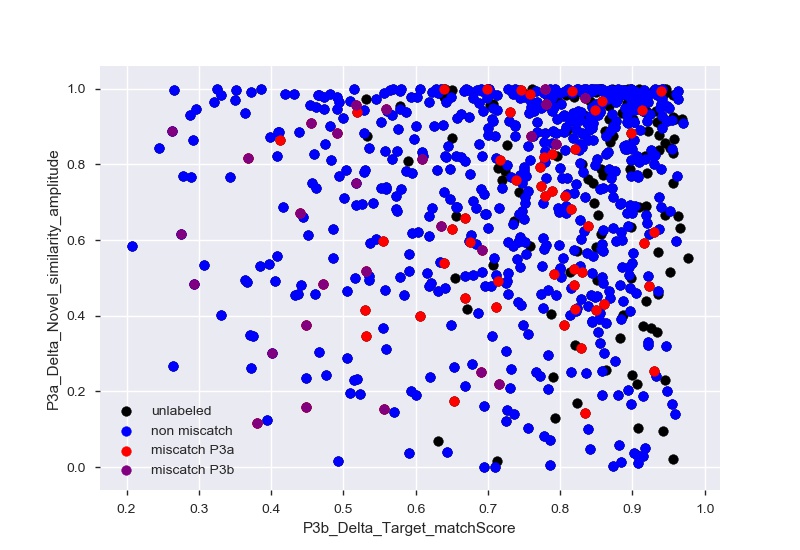 1.0
0.8
0.6
0.4
0.2
0.0
P3a_Delta_Novel_similarity_amplitude
unlabeled
non miscatch
miscatch P3a
miscatch P3b
0.2 0.3 0.4 0.5 0.6 0.7 0.8 0.9 1.0
P3b_Delta_Target_matchScore